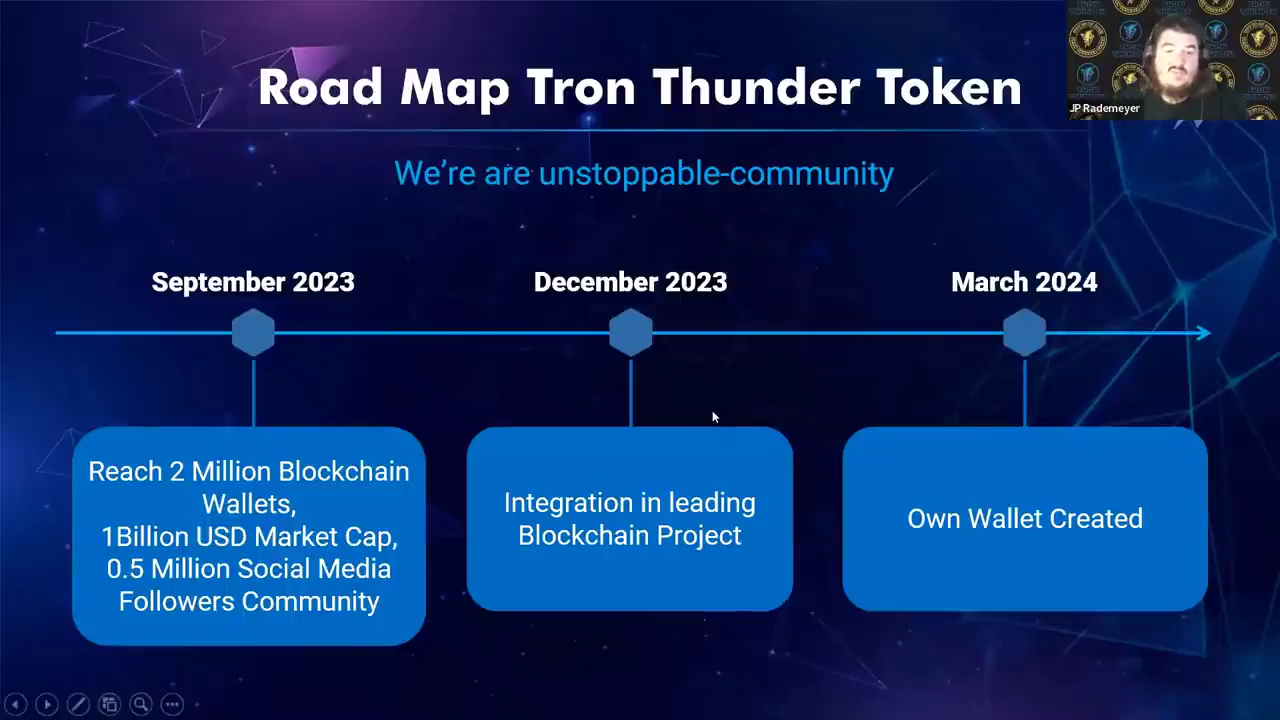 Road Map Tron Thunder Token
JP Rademeyer
We're are unstoppable-community
September 2023
December 2023
March 2024
Reach 2 Million Blockchain
Wallets,
1Billion USD Market Cap,
0.5 Million Social Media
Followers Community
Integration in leading
Blockchain Project
Own Wallet Created